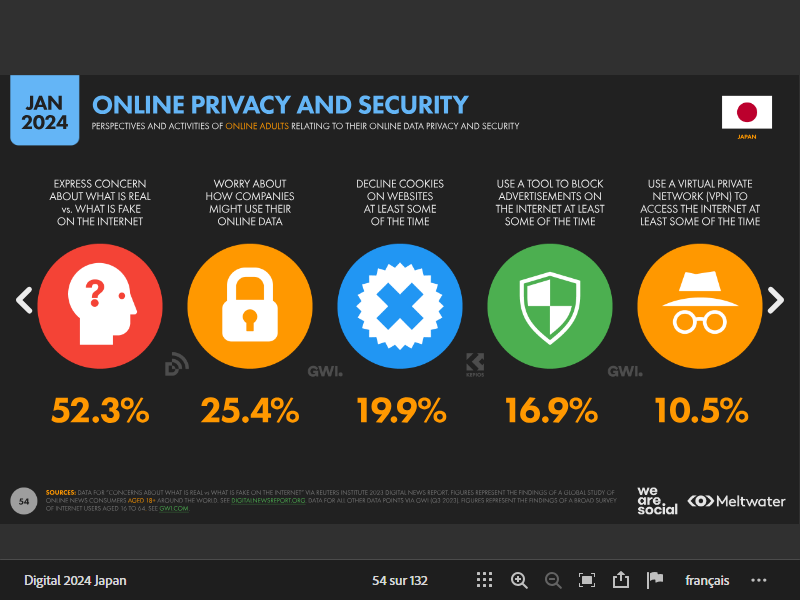 JAN
2024
ONLINE PRIVACY AND SECURITY
PERSPECTIVES AND ACTIVITIES OF ONLINE ADULTS RELATING TO THEIR ONLINE DATA PRIVACY AND SECURITY
JAPAN
EXPRESS CONCERN
ABOUT WHAT IS REAL
vs. WHAT IS FAKE
ON THE INTERNET
WORRY ABOUT
HOW COMPANIES
MIGHT USE THEIR
ONLINE DATA
DECLINE COOKIES
ON WEBSITES
AT LEAST SOME
OF THE TIME
USE A TOOL TO BLOCK
ADVERTISEMENTS ON
THE INTERNET AT LEAST
SOME OF THE TIME
USE A VIRTUAL PRIVATE
NETWORK (VPN) TO
ACCESS THE INTERNET AT
LEAST SOME OF THE TIME
?
GWI.
KEPIOS
GWI.
52.3%
25.4%
19.9%
16.9%
10.5%
54
SOURCES: DATA FOR "CONCERNS ABOUT WHAT IS REAL vs WHAT IS FAKE ON THE INTERNET" VIA REUTERS INSTITUTE 2023 DIGITAL NEWS REPORT. FIGURES REPRESENT THE FINDINGS OF A GLOBAL STUDY OF
ONLINE NEWS CONSUMERS AGED 18+ AROUND THE WORLD. SEE DIGITALNEWSREPORT.ORG. DATA FOR ALL OTHER DATA POINTS VIA GWI (Q3 2023). FIGURES REPRESENT THE FINDINGS OF A BROAD SURVEY
OF INTERNET USERS AGED 16 TO 64. SEE GWI.COM.
we
are.
social
Meltwater
Digital 2024 Japan
54 sur 132
français